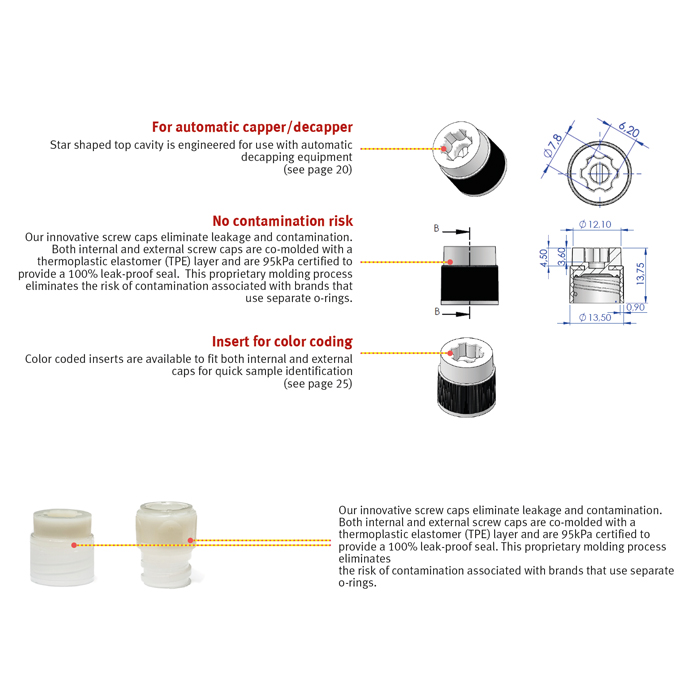 For automatic capper/decapper
Star shaped top cavity is engineered for use with automatic
decapping equipment
(see page 20)
6,20
Ø 7,8
No contamination risk
Our innovative screw caps eliminate leakage and contamination.
Both internal and external screw caps are co-molded with a
thermoplastic elastomer (TPE) layer and are 95kPa certified to
provide a 100% leak-proof seal. This proprietary molding process
eliminates the risk of contamination associated with brands that
use separate o-rings.
B
B
Ø 12,10
4,50
3,60
13,75
0,90
Ø 13,50
Insert for color coding
Color coded inserts are available to fit both internal and external
caps for quick sample identification
(see page 25)
Our innovative screw caps eliminate leakage and contamination.
Both internal and external screw caps are co-molded with a
thermoplastic elastomer (TPE) layer and are 95kPa certified to
provide a 100% leak-proof seal. This proprietary molding process
eliminates
the risk of contamination associated with brands that use separate
o-rings.